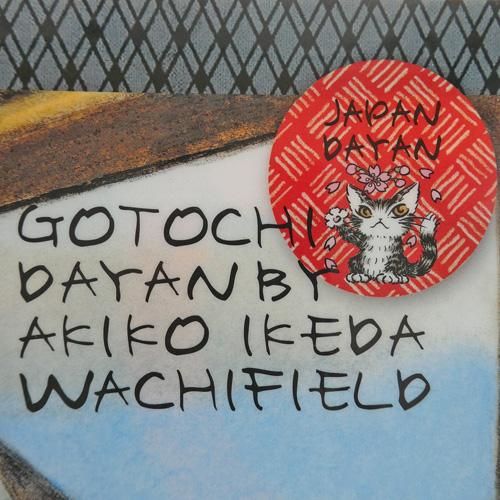 JAPAN
DAYAN
GOTOCHI
DAYAN BY
AKIKO IKEDA
WACHIFIELD